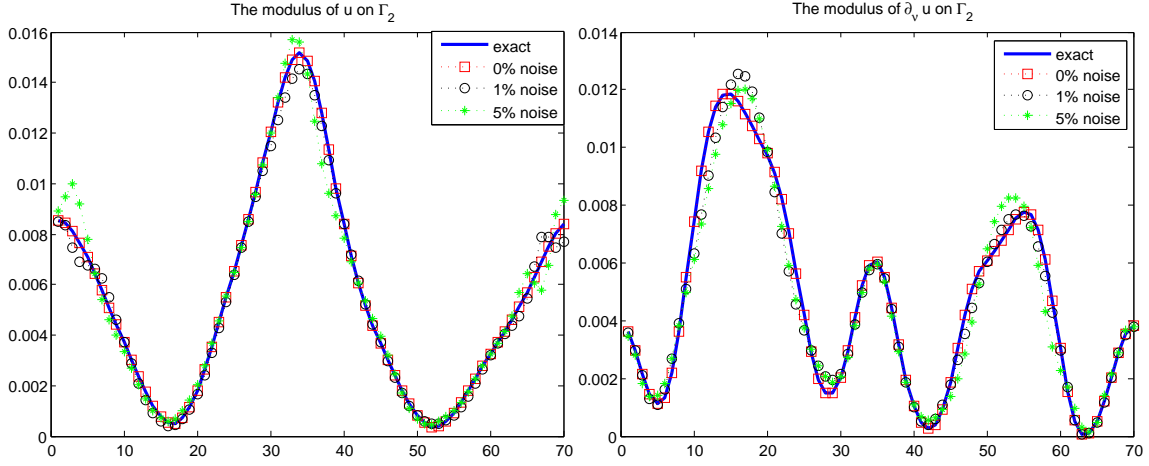 The modulus of u on Γ₂
0.016
0.014
0.012
0.01
0.008
0.006
0.004
0.002
0
0 10 20 30 40 50 60 70
exact
0% noise
1% noise
5% noise
The modulus of ∂ᵥ u on Γ₂
0.014
0.012
0.01
0.008
0.006
0.004
0.002
0
0 10 20 30 40 50 60 70
exact
0% noise
1% noise
5% noise